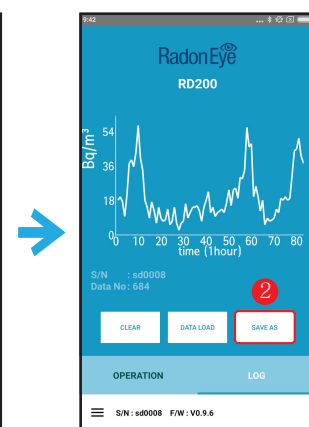 9:42
RadonEye
RD200
Bq/m³
54
36
18
0
0 10 20 30 40 50 60 70 80
time (1hour)
S/N : sd0008
Data No : 684
2
CLEAR DATA LOAD SAVE AS
OPERATION LOG
S/N : sd0008 F/W : V0.9.6